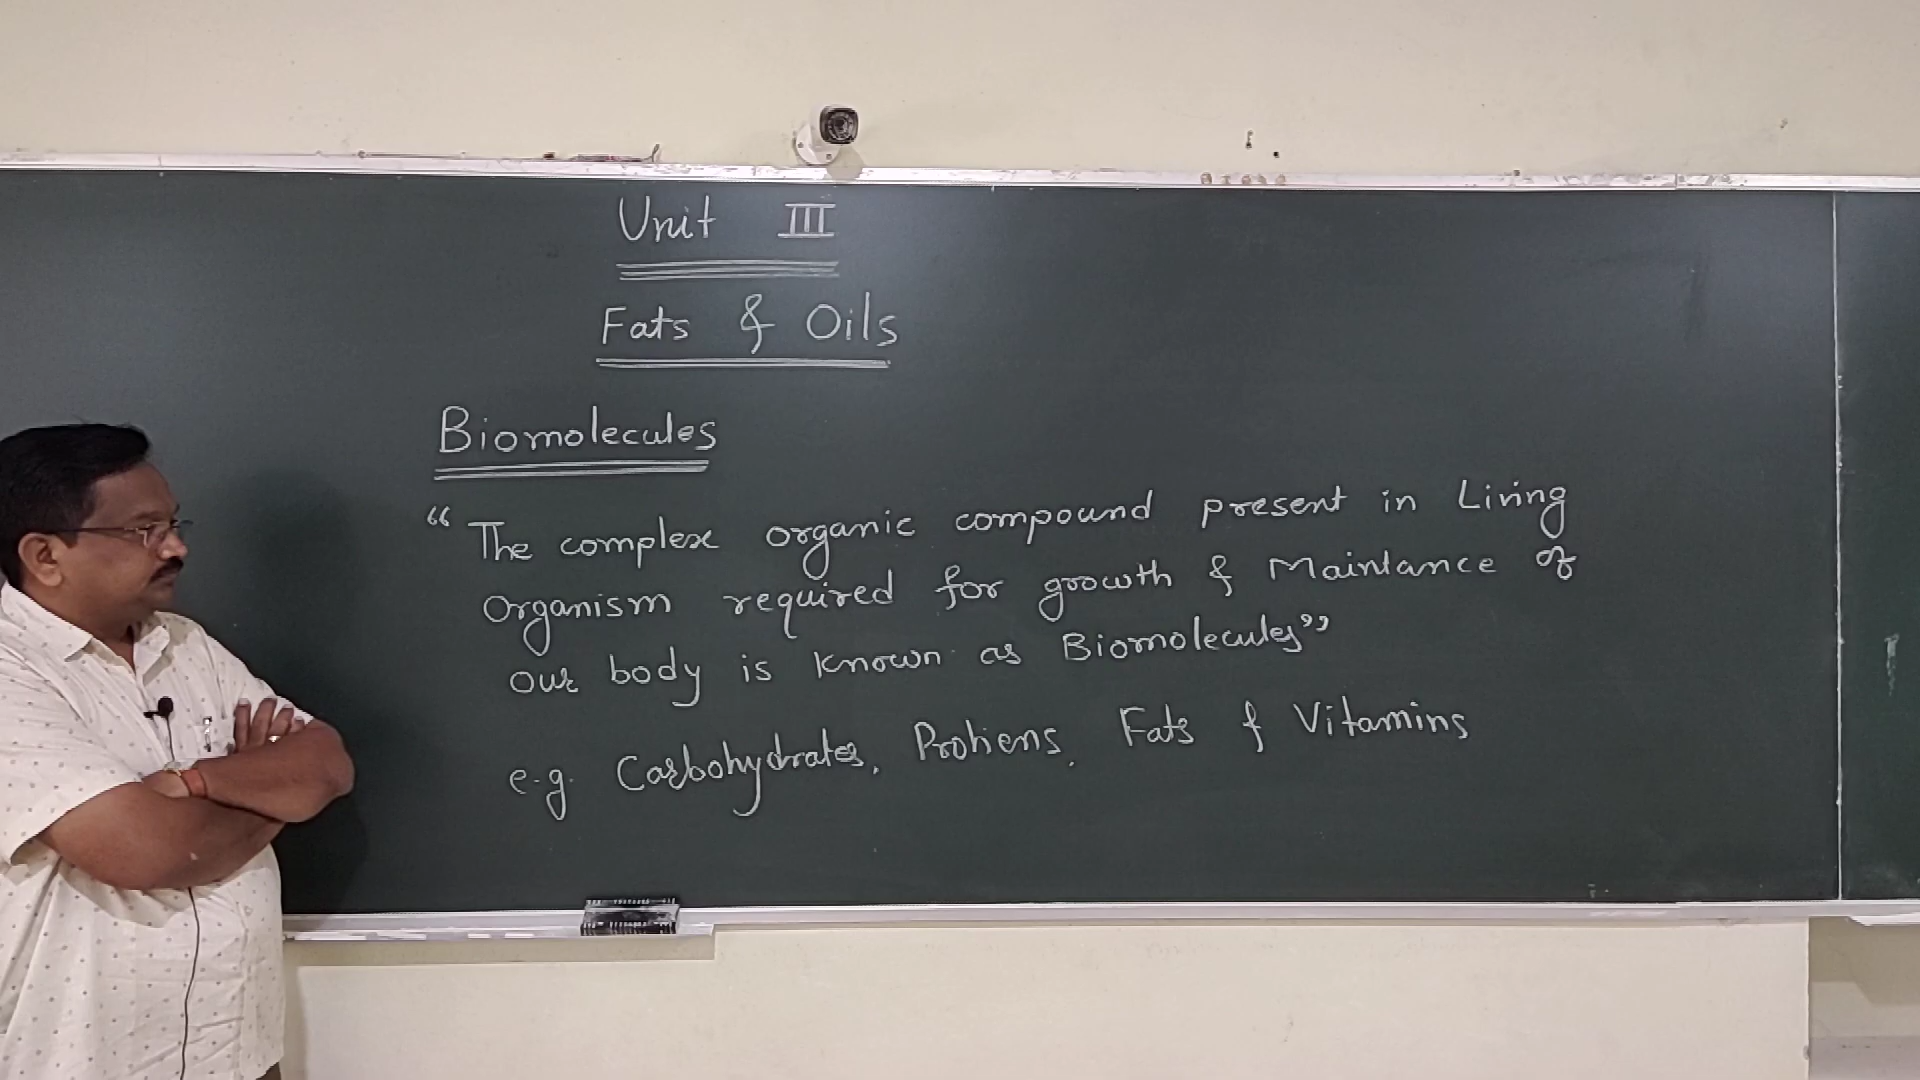 Unit III
Fats & Oils
Biomolecules
“ The complex organic compound present in Living
Organism required for growth & Maintance of
our body is known as Biomolecules”
e.g. Carbohydrates, Protiens, Fats & Vitamins